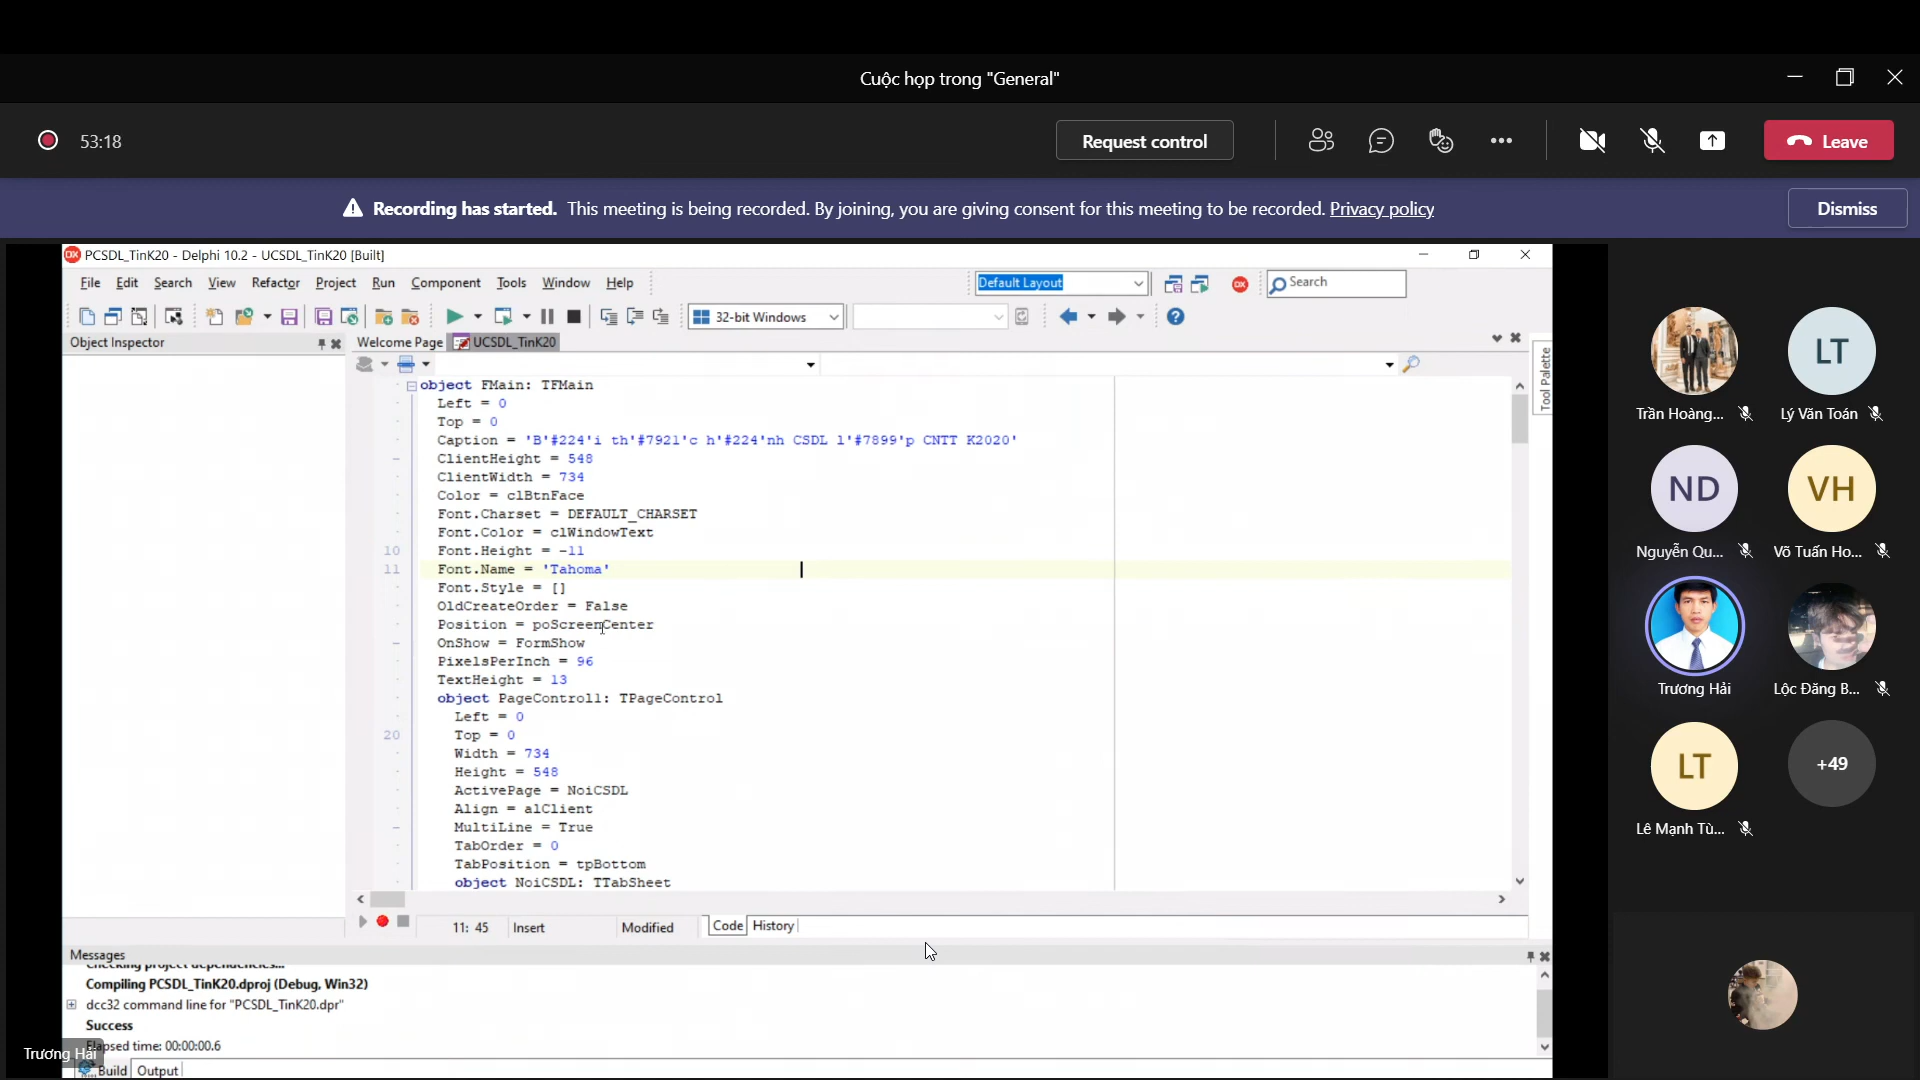 Cuộc họp trong "General"
53:18
Request control
Leave
Recording has started. This meeting is being recorded. By joining, you are giving consent for this meeting to be recorded. Privacy policy
Dismiss
DX PCSDL_TinK20 - Delphi 10.2 - UCSDL_TinK20 [Built]
File Edit Search View Refactor Project Run Component Tools Window Help
Default Layout
DX
Search
32-bit Windows
Object Inspector
Welcome Page
UCSDL_TinK20
Tool Palette
object FMain: TFMain
Left = 0
Top = 0
Caption = 'B'#224'i th'#7921'c h'#224'nh CSDL l'#7899'p CNTT K2020'
ClientHeight = 548
ClientWidth = 734
Color = clBtnFace
Font.Charset = DEFAULT_CHARSET
Font.Color = clWindowText
10 Font.Height = -11
11 Font.Name = 'Tahoma'
Font.Style = []
OldCreateOrder = False
Position = poScreenCenter
OnShow = FormShow
PixelsPerInch = 96
TextHeight = 13
object PageControl1: TPageControl
Left = 0
20 Top = 0
Width = 734
Height = 548
ActivePage = NoiCSDL
Align = alClient
MultiLine = True
TabOrder = 0
TabPosition = tpBottom
object NoiCSDL: TTabSheet
11: 45 Insert Modified Code History
Messages
Checking project dependencies...
Compiling PCSDL_TinK20.dproj (Debug, Win32)
dcc32 command line for "PCSDL_TinK20.dpr"
Success
Elapsed time: 00:00:00.6
Trương Hải
Build Output
Trần Hoàng...
LT
Lý Văn Toán
ND
Nguyễn Qu...
VH
Võ Tuấn Ho...
Trương Hải
Lộc Đăng B...
LT
Lê Mạnh Tù...
+49